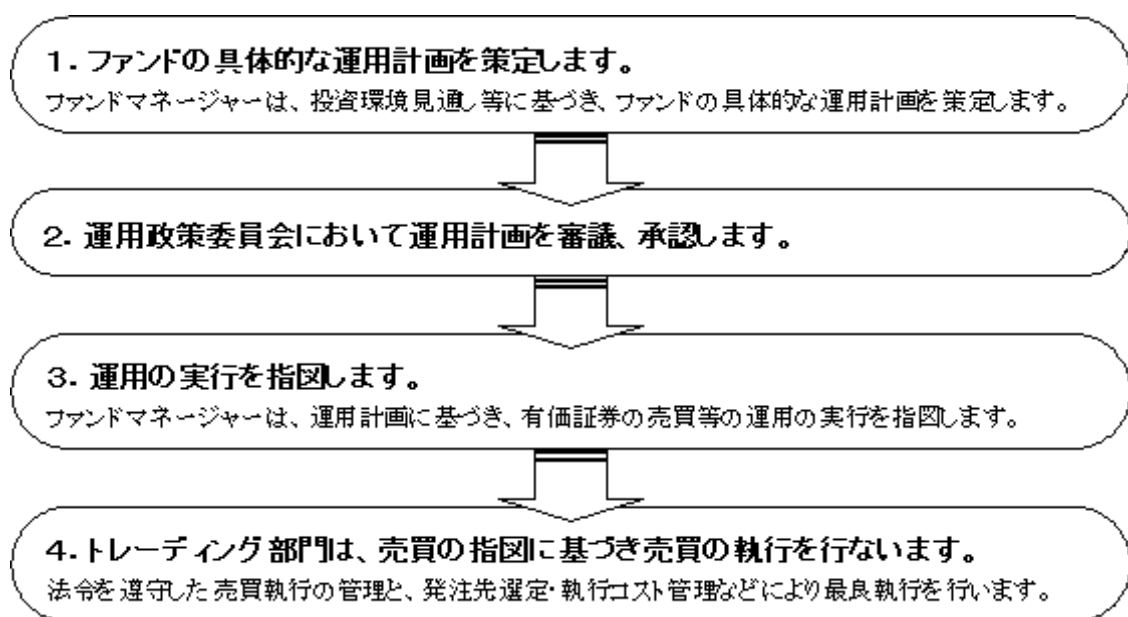 1. ファンドの具体的な運用計画を策定します。
ファンドマネージャーは、投資環境見通し等に基づき、ファンドの具体的な運用計画を策定します。
2. 運用政策委員会において運用計画を審議、承認します。
3. 運用の実行を指図します。
ファンドマネージャーは、運用計画に基づき、有価証券の売買等の運用の実行を指図します。
4. トレーディング部門は、売買の指図に基づき売買の執行を行ないます。
法令を遵守した売買執行の管理と、発注先選定・執行コスト管理などにより最良執行を行います。